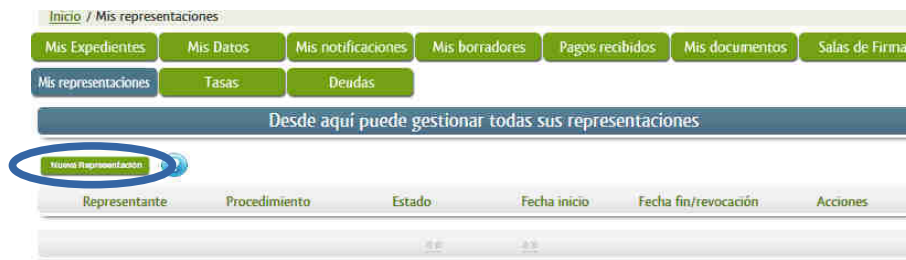 Inicio / Mis representaciones
Mis Expedientes Mis Datos Mis notificaciones Mis borradores Pagos recibidos Mis documentos Salas de Firma
Mis representaciones Tasas Deudas
Desde aquí puede gestionar todas sus representaciones
Nueva Representación
Representante Procedimiento Estado Fecha inicio Fecha fin/revocación Acciones